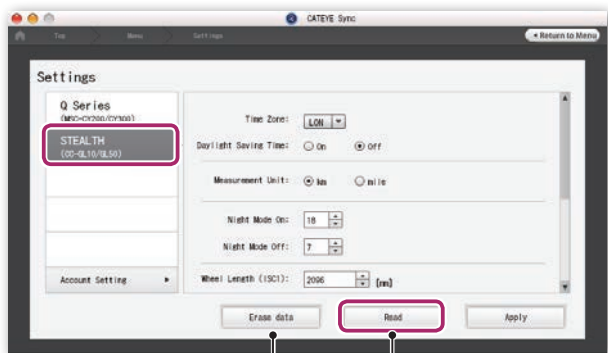 CATEYE Sync
Top Menu Settings
Return to Menu
Settings
Q Series
(MSC-CY200/CY300)
STEALTH
(CC-GL10/GL50)
Account Setting
Time Zone: LON
Daylight Saving Time: On Off
Measurement Unit: km mile
Night Mode On: 18
Night Mode Off: 7
Wheel Length (ISC1): 2096 [mm]
Erase data Read Apply